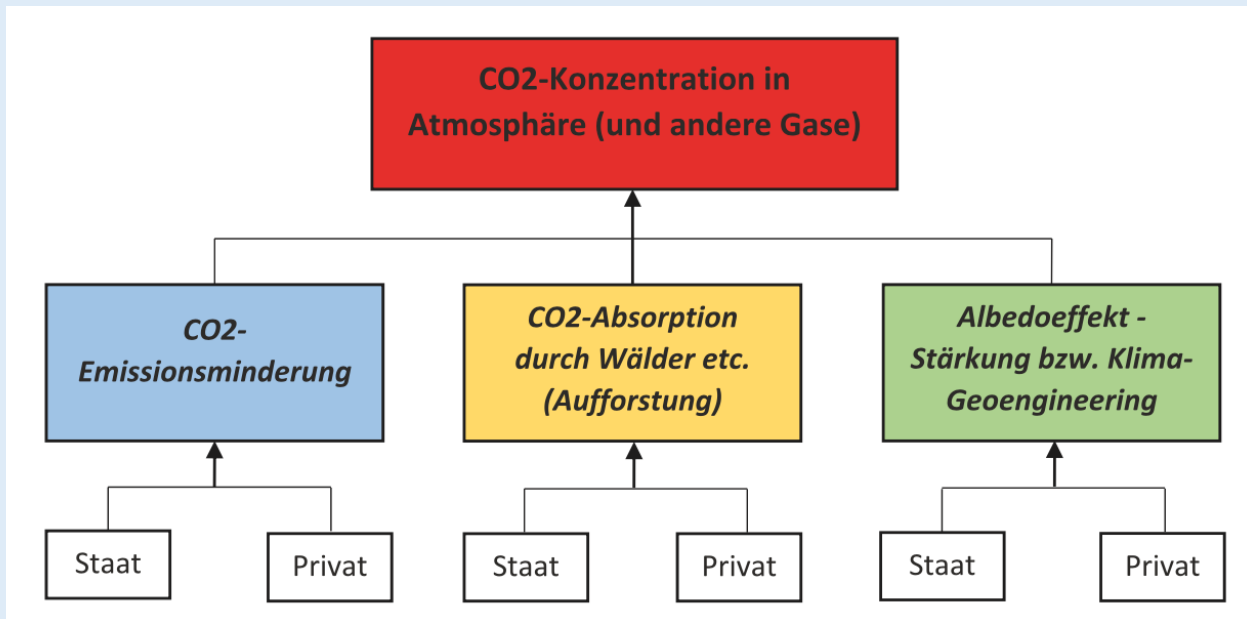 CO2-Konzentration in
Atmosphäre (und andere Gase)
CO2-
Emissionsminderung
CO2-Absorption
durch Wälder etc.
(Aufforstung)
Albedoeffekt -
Stärkung bzw. Klima-
Geoengineering
Staat
Privat
Staat
Privat
Staat
Privat